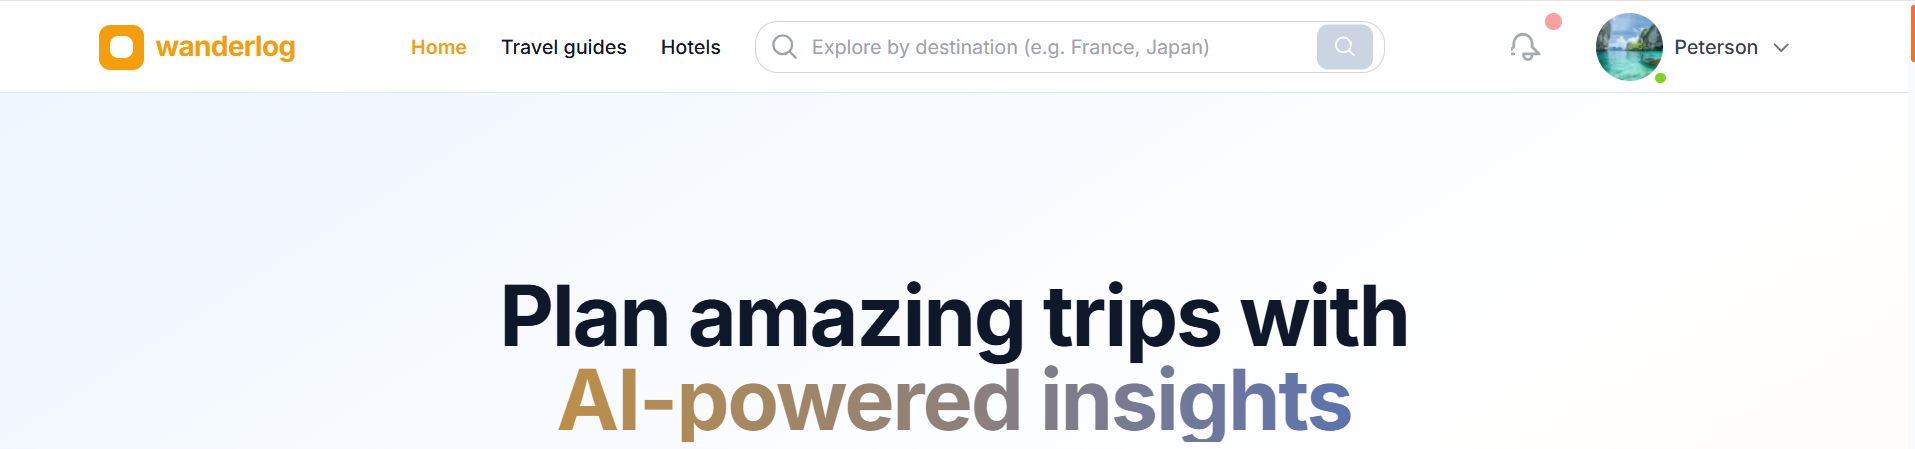 wanderlog
Home
Travel guides
Hotels
Explore by destination (e.g. France, Japan)
Peterson
Plan amazing trips with
AI-powered insights